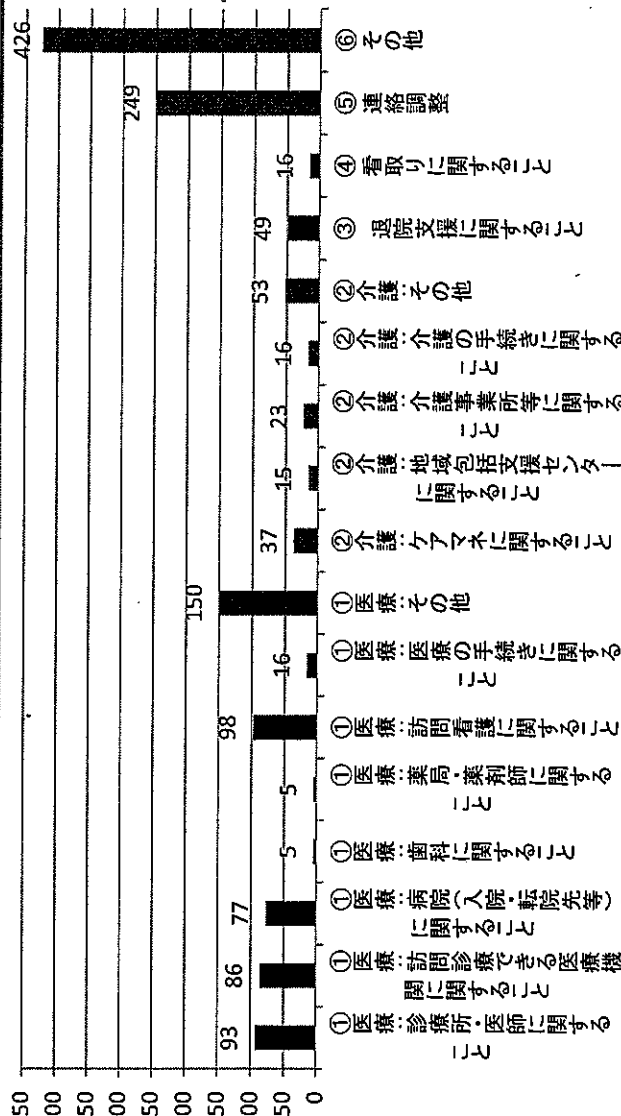 426
249
16
49
53
16
23
15
37
150
16
98
5
5
77
86
93
50
00
50
00
50
00
50
00
50
0
⑥ その他
⑤ 連絡調整
④ 看取りに関すること
③ 退院支援に関すること
②介護:その他
②介護:介護の手続きに関する
こと
②介護:介護事業所等に関する
こと
②介護:地域包括支援センター
に関すること
②介護:ケアマネに関すること
①医療:その他
①医療:医療の手続きに関する
こと
①医療:訪問看護に関すること
①医療:薬局・薬剤師に関する
こと
①医療:歯科に関すること
①医療:病院(入院・転院先等)
に関すること
①医療:訪問診療できる医療機
関に関すること
①医療:診療所・医師に関する
こと